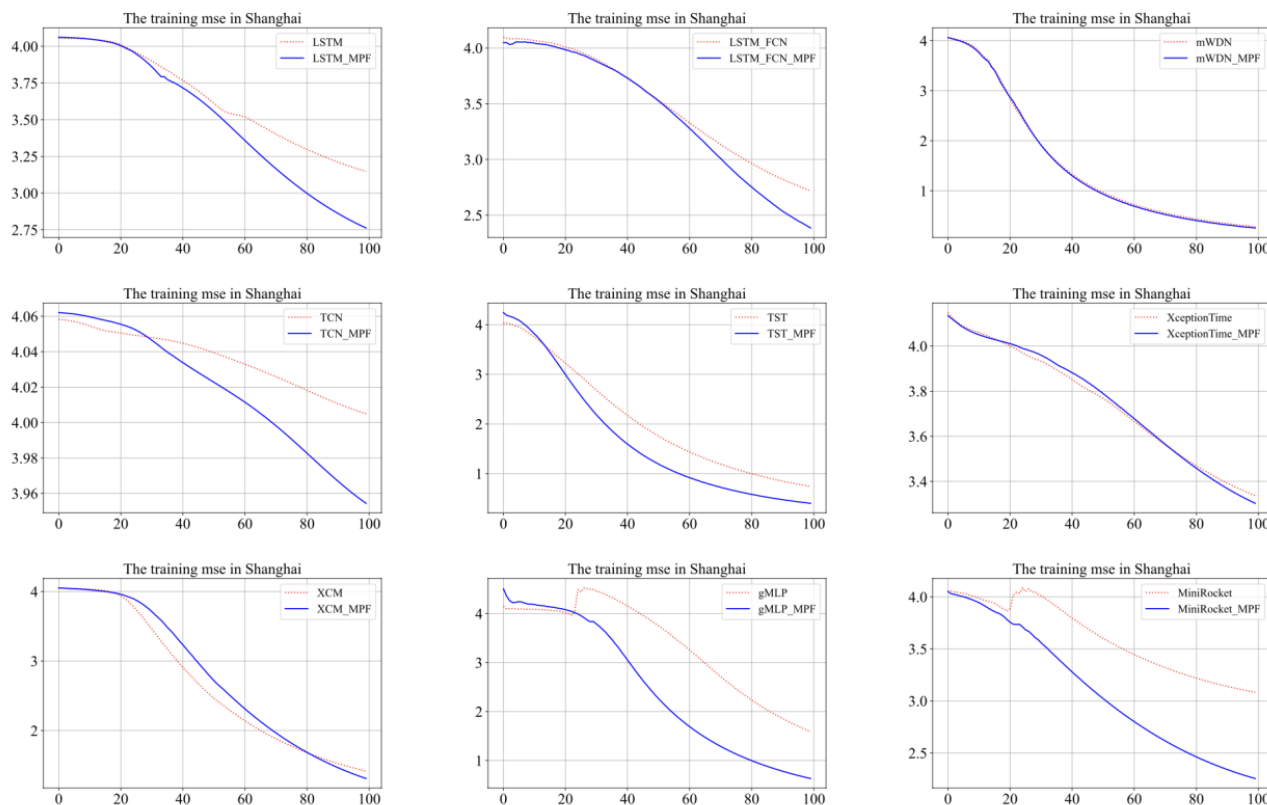 The training mse in Shanghai
LSTM
LSTM_MPF
4.00
3.75
3.50
3.25
3.00
2.75
0 20 40 60 80 100
The training mse in Shanghai
LSTM_FCN
LSTM_FCN_MPF
4.0
3.5
3.0
2.5
0 20 40 60 80 100
The training mse in Shanghai
mWDN
mWDN_MPF
4
3
2
1
0 20 40 60 80 100
The training mse in Shanghai
TCN
TCN_MPF
4.06
4.04
4.02
4.00
3.98
3.96
0 20 40 60 80 100
The training mse in Shanghai
TST
TST_MPF
4
3
2
1
0 20 40 60 80 100
The training mse in Shanghai
XceptionTime
XceptionTime_MPF
4.0
3.8
3.6
3.4
0 20 40 60 80 100
The training mse in Shanghai
XCM
XCM_MPF
4
3
2
0 20 40 60 80 100
The training mse in Shanghai
gMLP
gMLP_MPF
4
3
2
1
0 20 40 60 80 100
The training mse in Shanghai
MiniRocket
MiniRocket_MPF
4.0
3.5
3.0
2.5
0 20 40 60 80 100